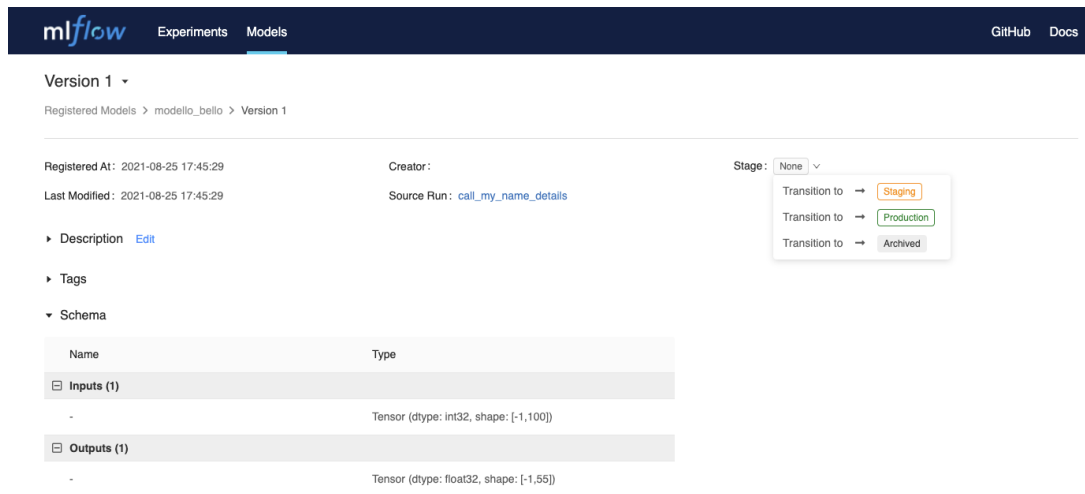 mlflow Experiments Models GitHub Docs
Version 1
Registered Models > modello_bello > Version 1
Registered At: 2021-08-25 17:45:29 Creator: Stage: None
Last Modified: 2021-08-25 17:45:29 Source Run: call_my_name_details
Transition to → Staging
Transition to → Production
Transition to → Archived
Description Edit
Tags
Schema
Name Type
Inputs (1)
- Tensor (dtype: int32, shape: [-1,100])
Outputs (1)
- Tensor (dtype: float32, shape: [-1,55])